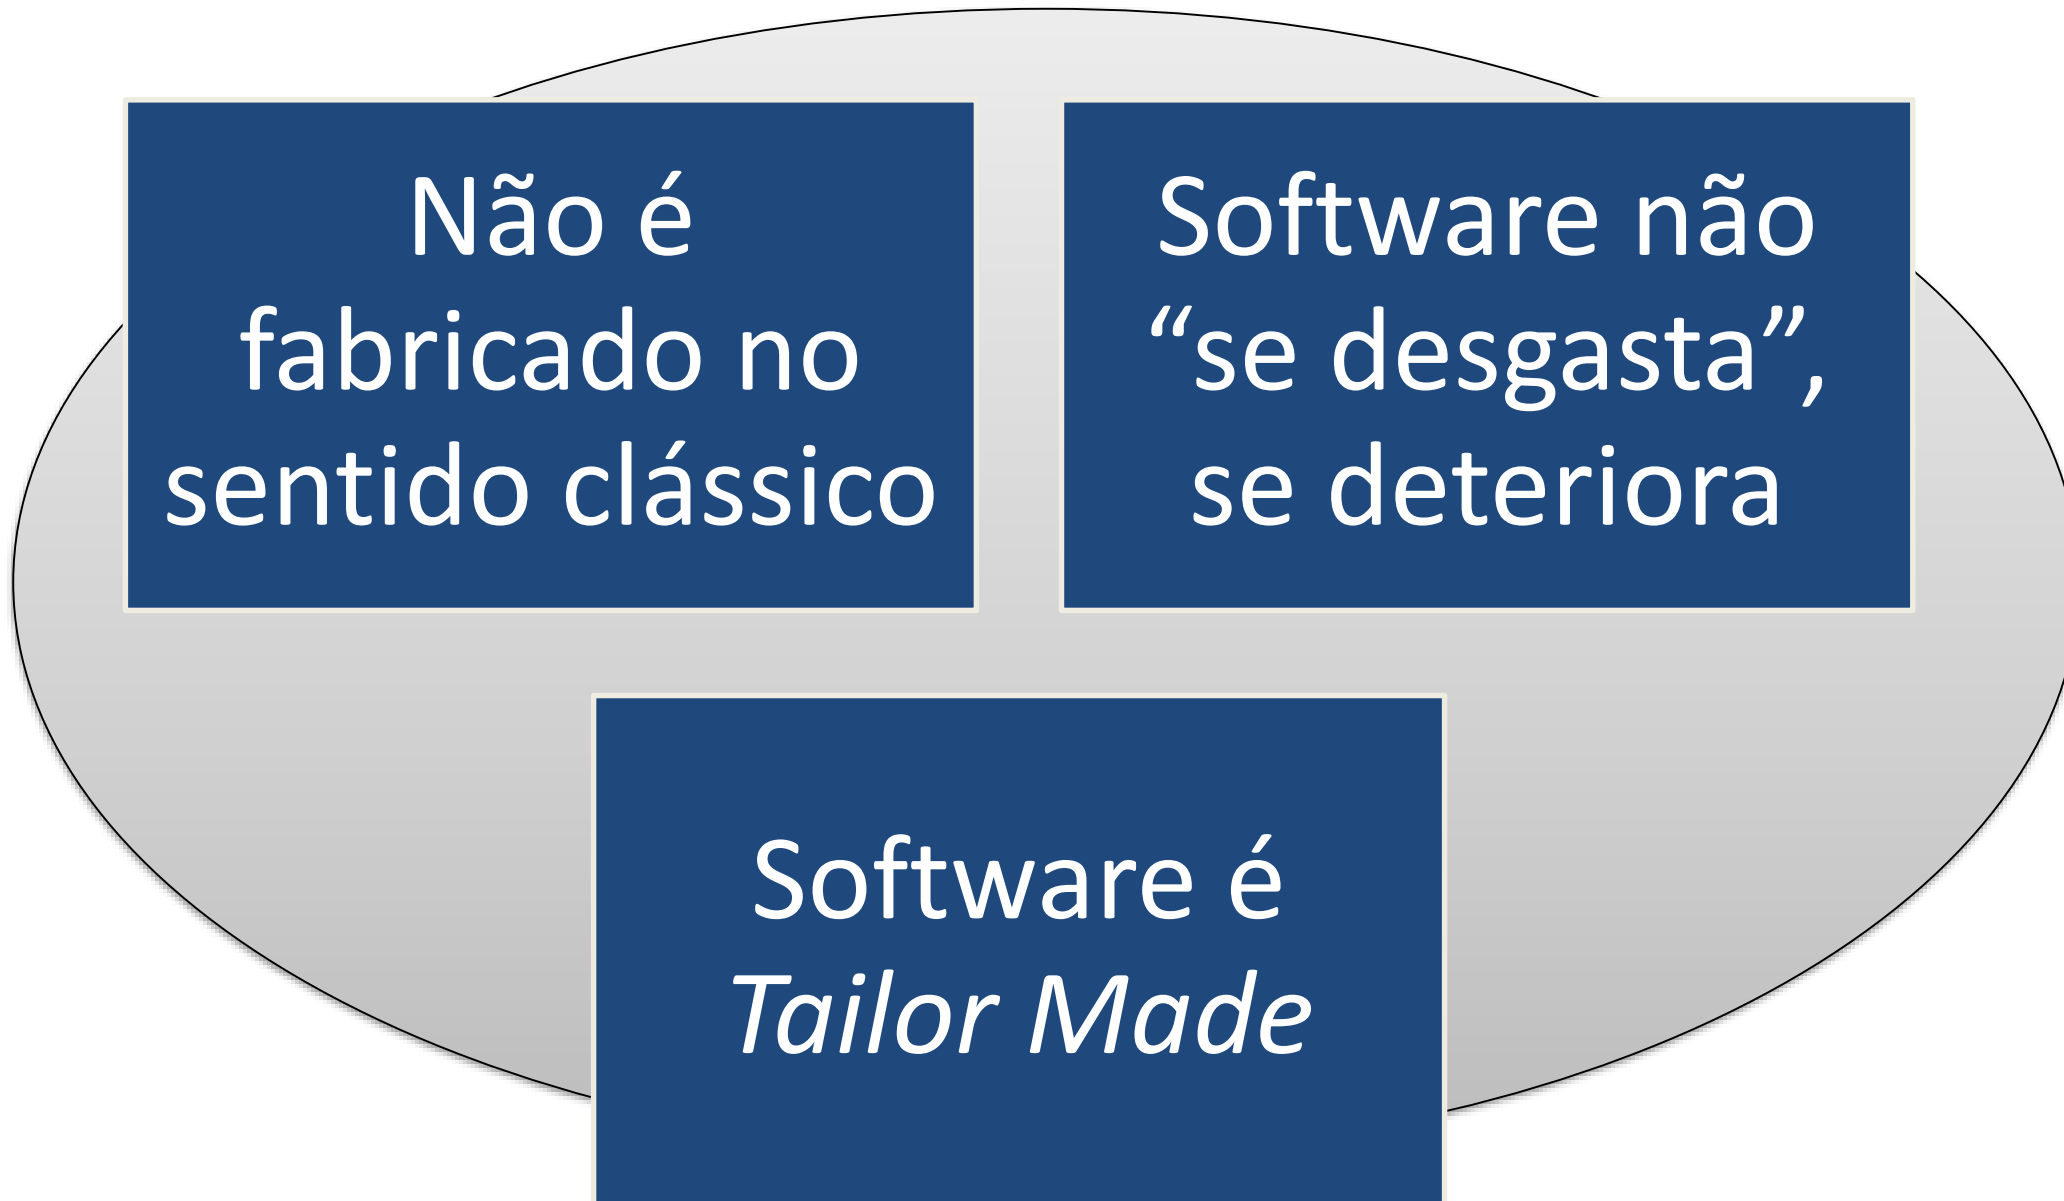 Não é
fabricado no
sentido clássico
Software não
“se desgasta”,
se deteriora
Software é
Tailor Made